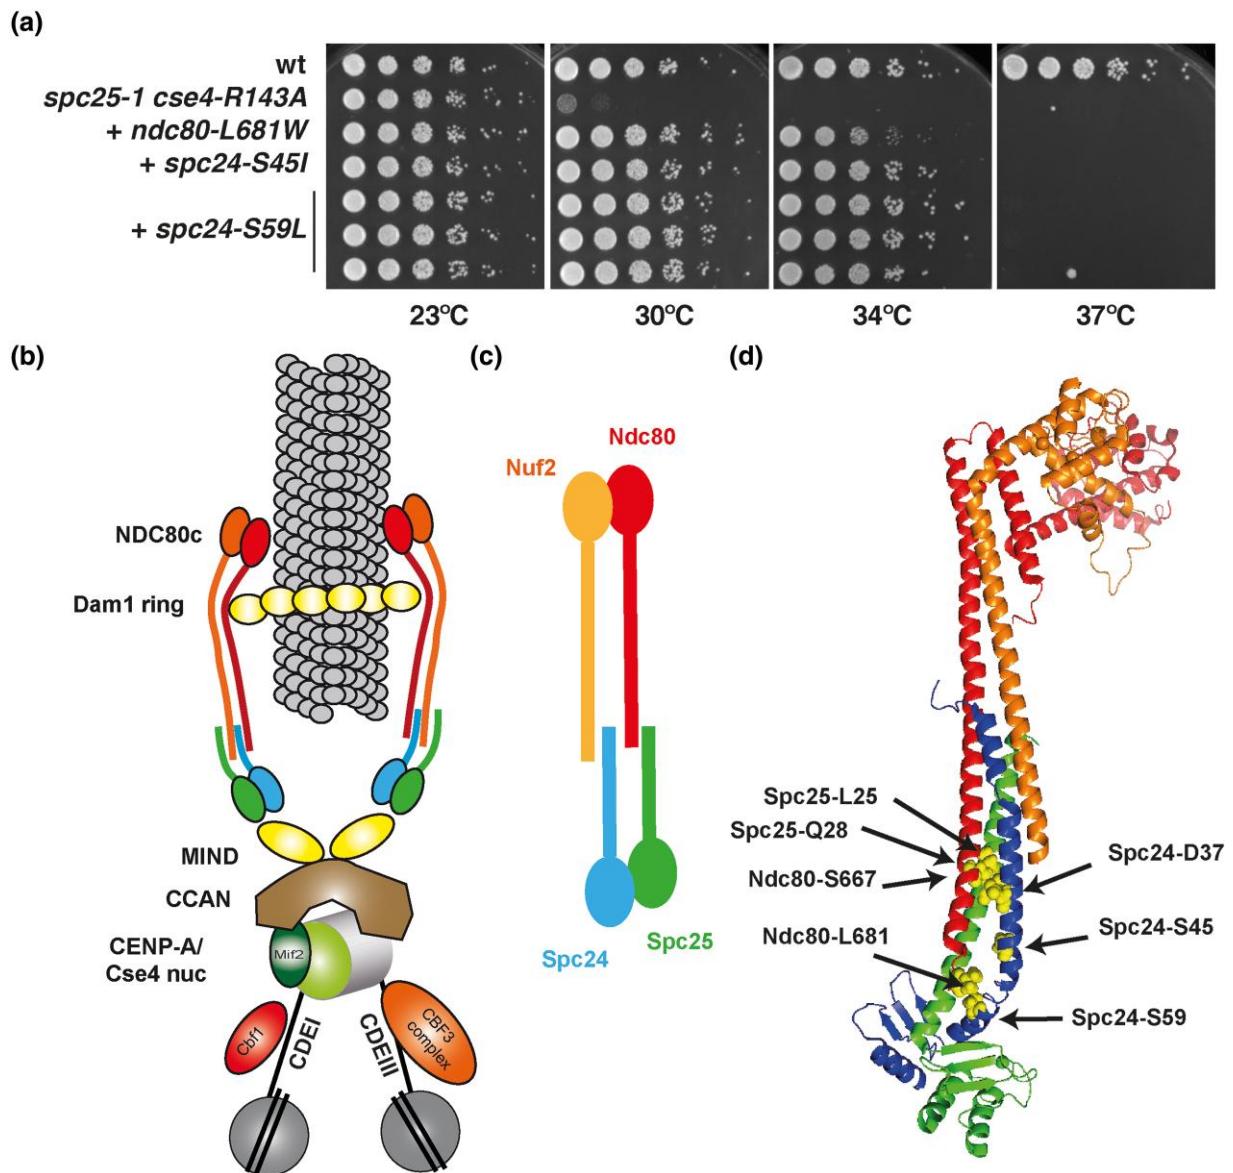 (a)
wt
spc25-1 cse4-R143A
+ ndc80-L681W
+ spc24-S45I
+ spc24-S59L
23°C 30°C 34°C 37°C
(b) (c) (d)
Ndc80
Nuf2
NDC80c
Dam1 ring
MIND
CCAN
CENP-A/
Cse4 nuc
Mif2
Cbf1
CDEI
CDEIII
CBF3
complex
Spc24
Spc25
Spc25-L25
Spc25-Q28
Ndc80-S667
Ndc80-L681
Spc24-D37
Spc24-S45
Spc24-S59